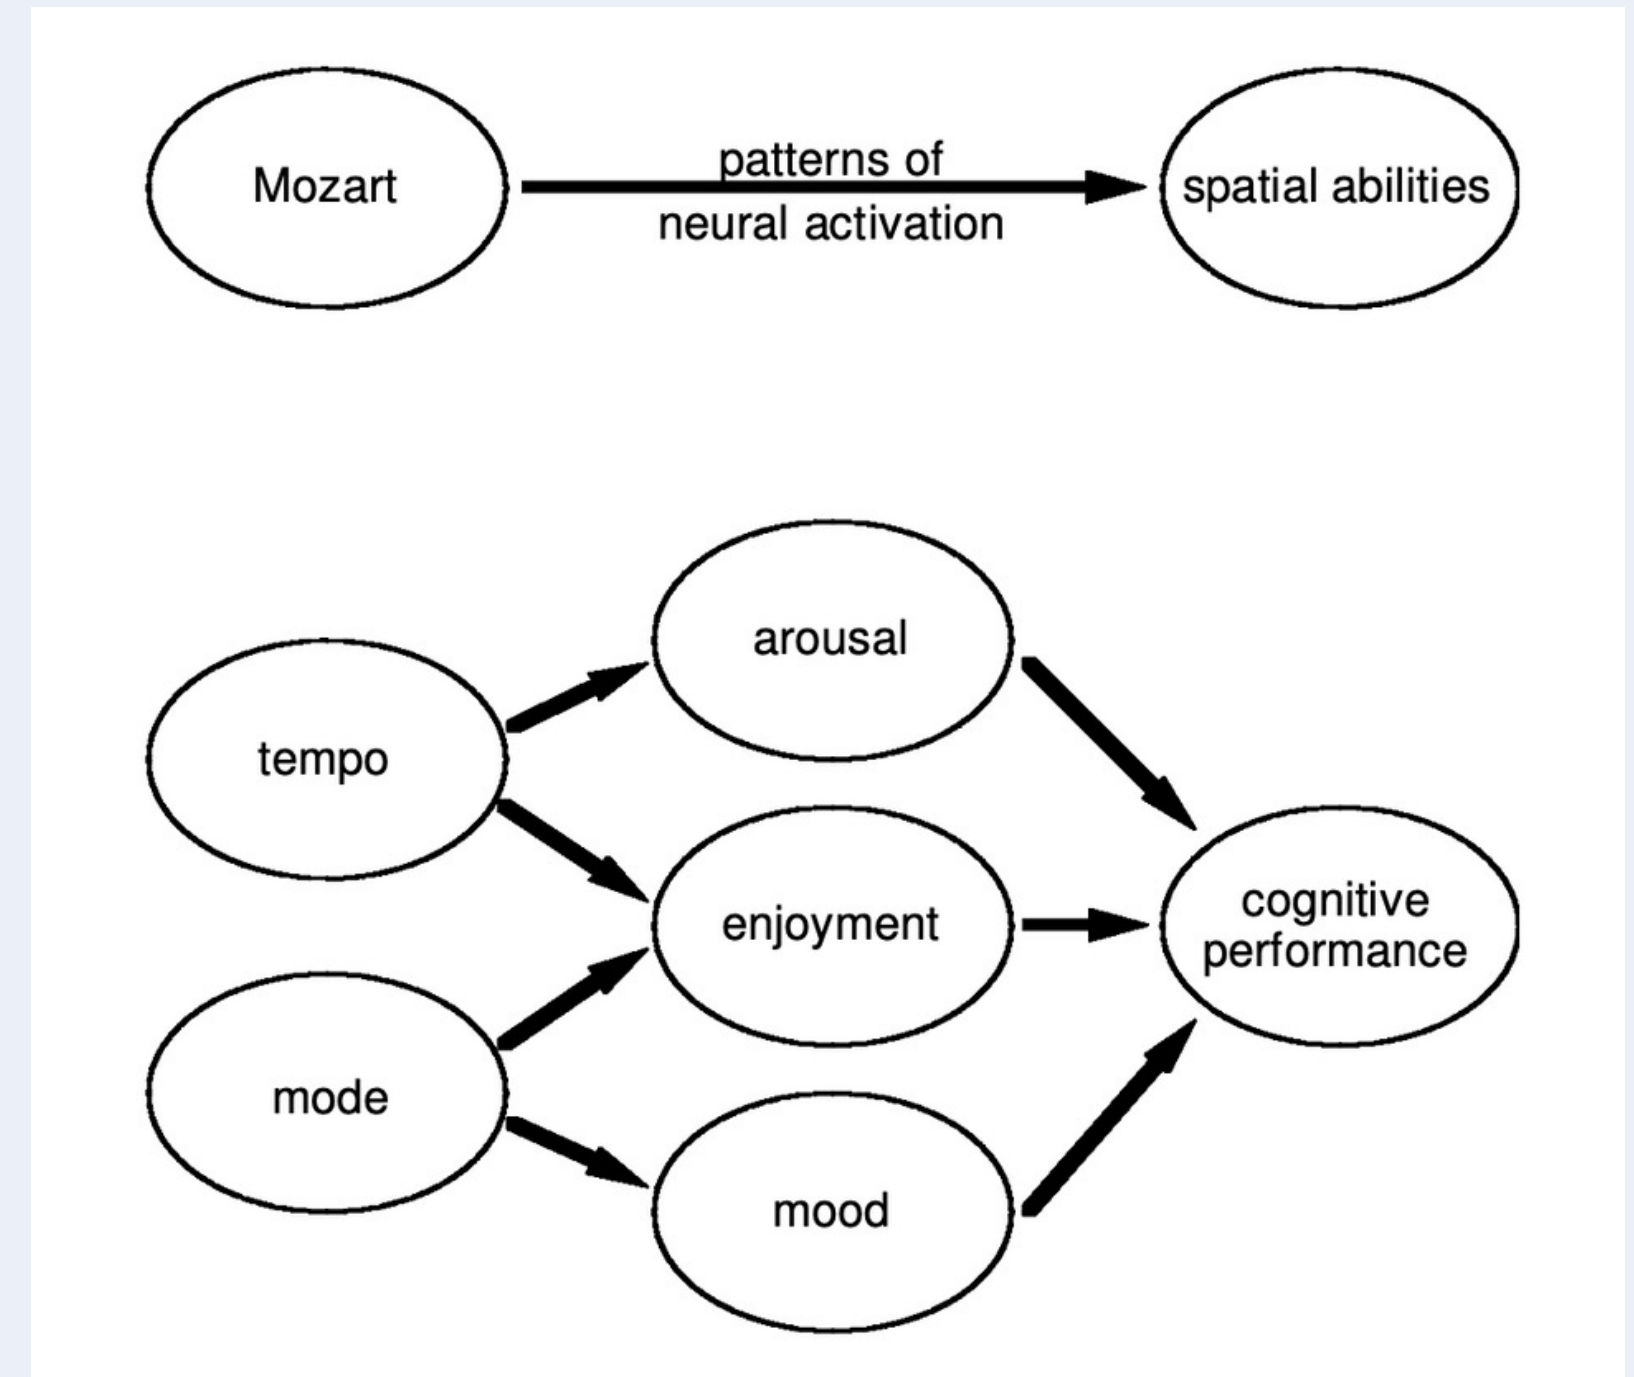 Mozart
patterns of
neural activation
spatial abilities
arousal
tempo
enjoyment
cognitive
performance
mode
mood